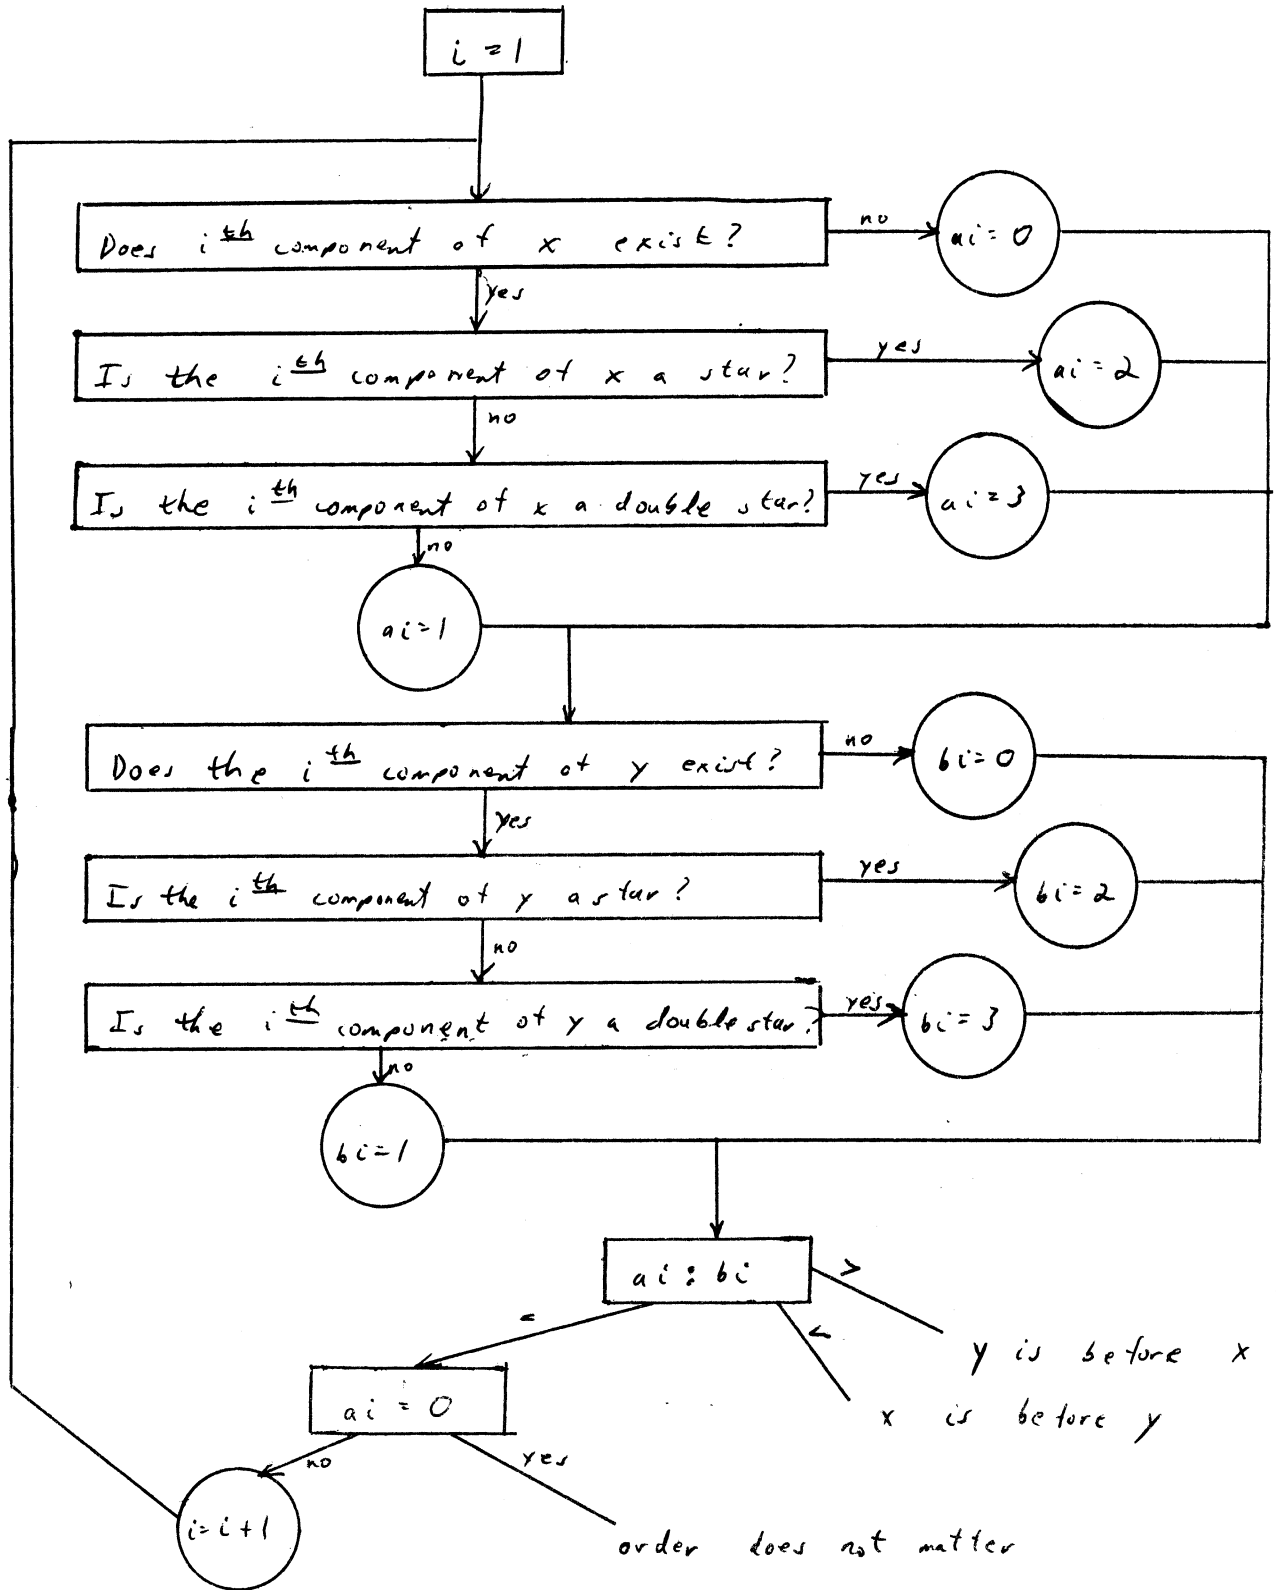 i = 1
Does i th component of x exist?
no
ai = 0
yes
Is the i th component of x a star?
yes
ai = 2
no
Is the i th component of x a double star?
yes
ai = 3
no
ai = 1
Does the i th component of y exist?
no
bi = 0
yes
Is the i th component of y a star?
yes
bi = 2
no
Is the i th component of y a double star?
yes
bi = 3
no
bi = 1
ai : bi
>
=
<
y is before x
ai = 0
x is before y
no
yes
i = i + 1
order does not matter